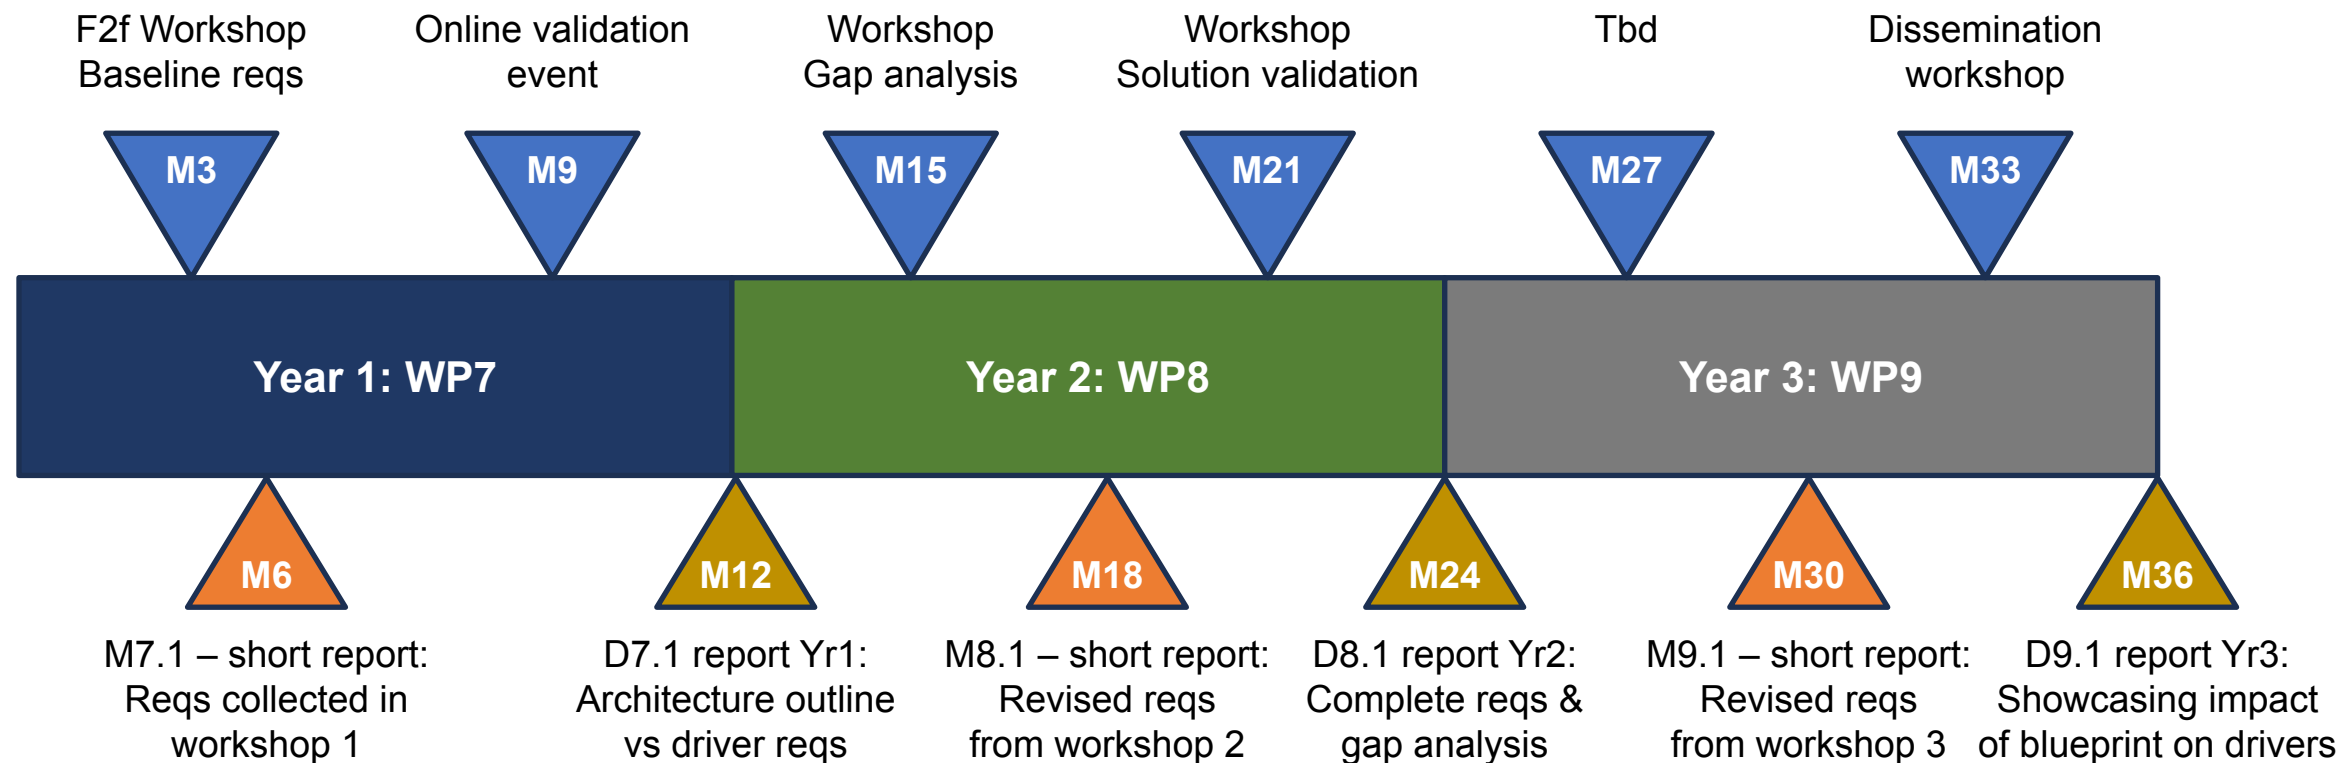 F2f Workshop
Baseline reqs
Online validation
event
Workshop
Gap analysis
Workshop
Solution validation
Tbd
Dissemination
workshop
M3
M9
M15
M21
M27
M33
Year 1: WP7
Year 2: WP8
Year 3: WP9
M6
M12
M18
M24
M30
M36
M7.1 – short report:
Reqs collected in
workshop 1
D7.1 report Yr1:
Architecture outline
vs driver reqs
M8.1 – short report:
Revised reqs
from workshop 2
D8.1 report Yr2:
Complete reqs &
gap analysis
M9.1 – short report:
Revised reqs
from workshop 3
D9.1 report Yr3:
Showcasing impact
of blueprint on drivers